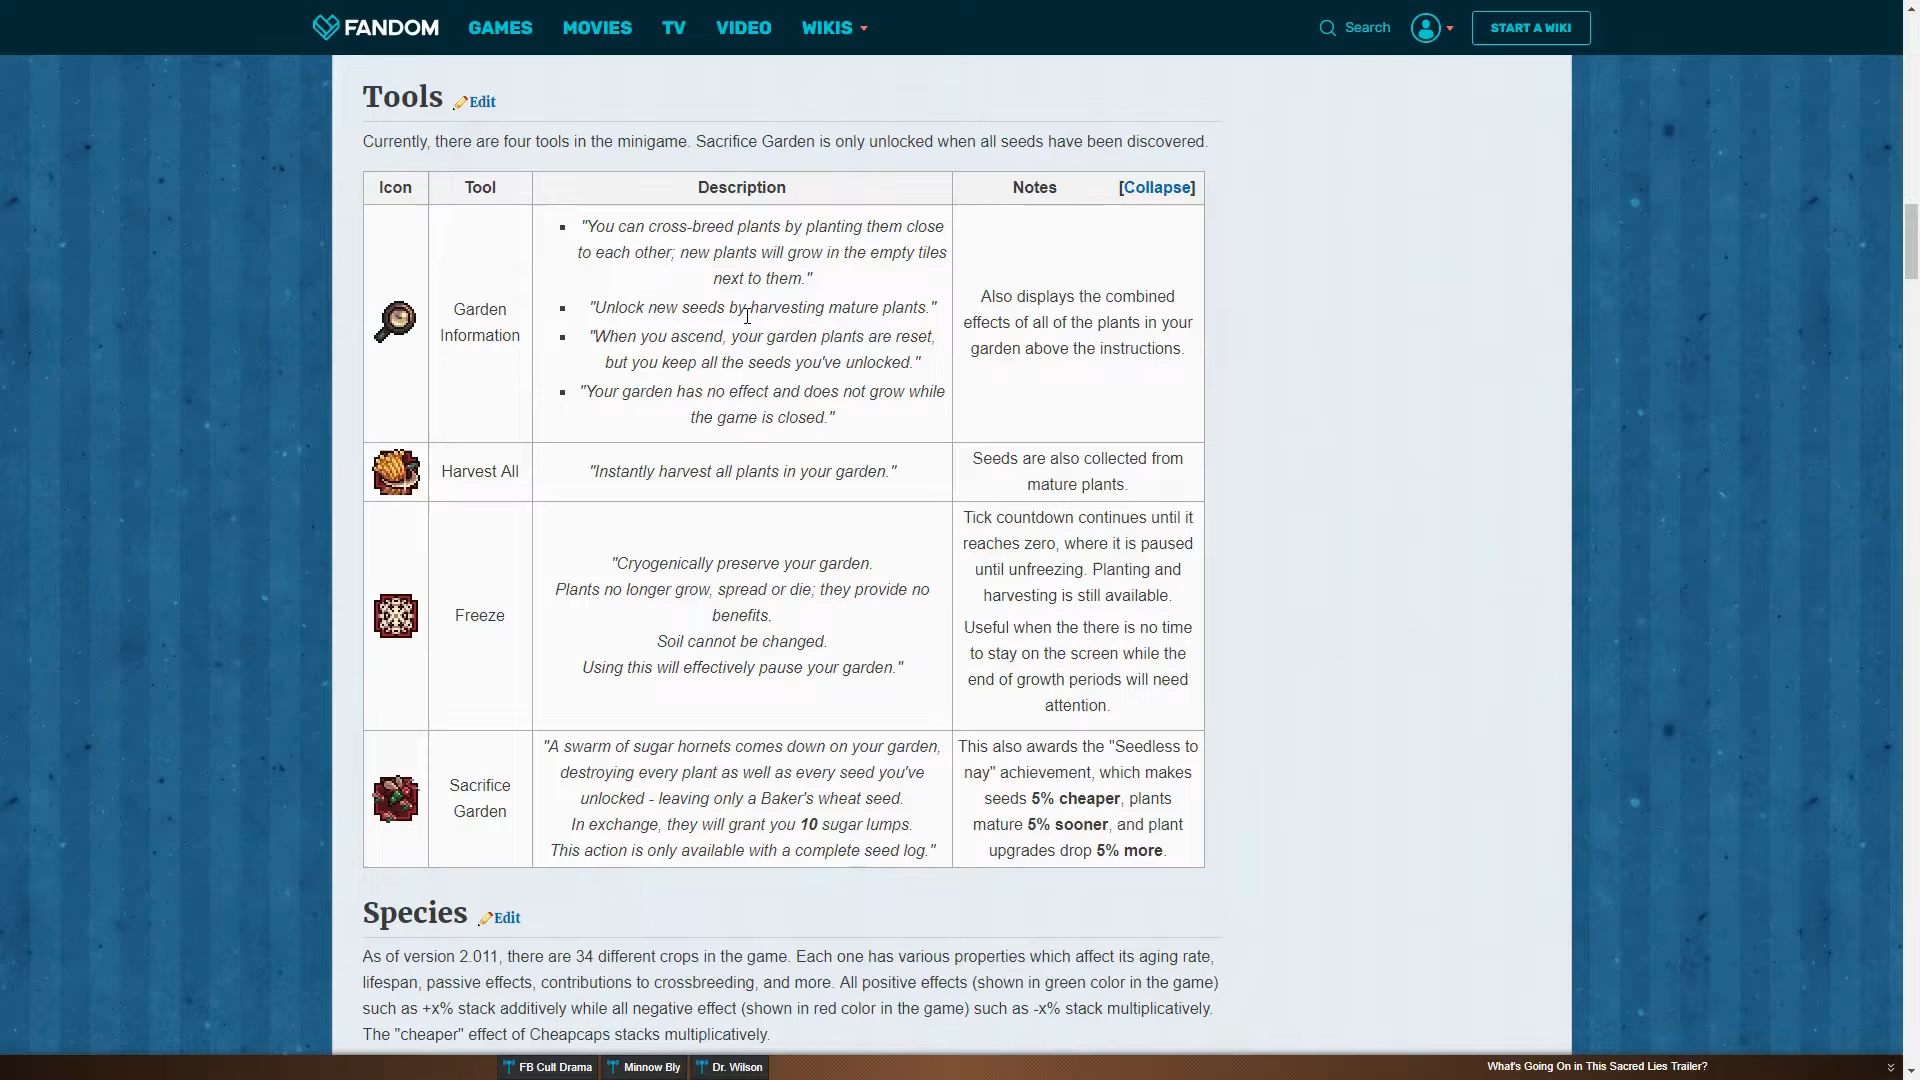 FANDOM GAMES MOVIES TV VIDEO WIKIS Search START A WIKI
Tools Edit
Currently, there are four tools in the minigame. Sacrifice Garden is only unlocked when all seeds have been discovered.
Icon Tool Description Notes [Collapse]
Garden
Information
"You can cross-breed plants by planting them close
to each other; new plants will grow in the empty tiles
next to them."
"Unlock new seeds by harvesting mature plants."
"When you ascend, your garden plants are reset,
but you keep all the seeds you've unlocked."
"Your garden has no effect and does not grow while
the game is closed."
Also displays the combined
effects of all of the plants in your
garden above the instructions.
Harvest All
"Instantly harvest all plants in your garden."
Seeds are also collected from
mature plants.
Freeze
"Cryogenically preserve your garden.
Plants no longer grow, spread or die; they provide no
benefits.
Soil cannot be changed.
Using this will effectively pause your garden."
Tick countdown continues until it
reaches zero, where it is paused
until unfreezing. Planting and
harvesting is still available.
Useful when the there is no time
to stay on the screen while the
end of growth periods will need
attention.
Sacrifice
Garden
"A swarm of sugar hornets comes down on your garden,
destroying every plant as well as every seed you've
unlocked - leaving only a Baker's wheat seed.
In exchange, they will grant you 10 sugar lumps.
This action is only available with a complete seed log."
This also awards the "Seedless to
nay" achievement, which makes
seeds 5% cheaper, plants
mature 5% sooner, and plant
upgrades drop 5% more.
Species Edit
As of version 2.011, there are 34 different crops in the game. Each one has various properties which affect its aging rate,
lifespan, passive effects, contributions to crossbreeding, and more. All positive effects (shown in green color in the game)
such as +x% stack additively while all negative effect (shown in red color in the game) such as -x% stack multiplicatively.
The "cheaper" effect of Cheapcaps stacks multiplicatively.
FB Cult Drama Minnow Bly Dr. Wilson What's Going On in This Sacred Lies Trailer?